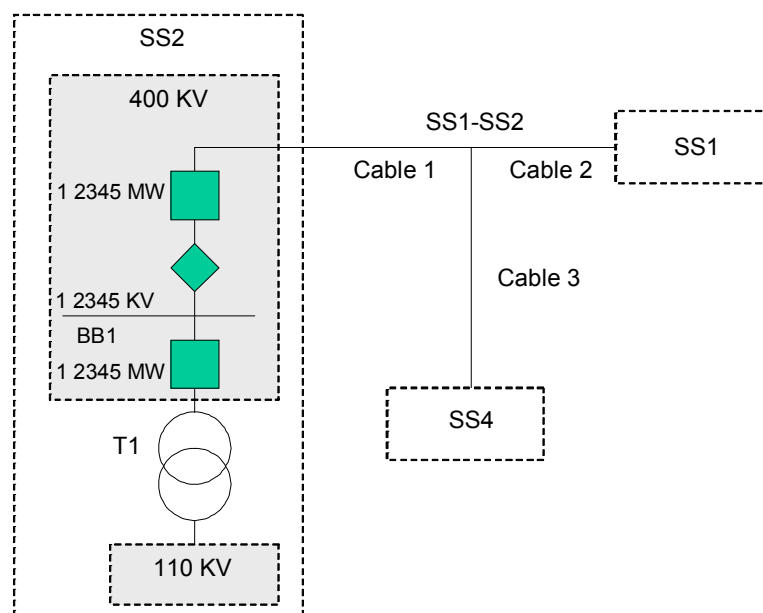 SS2
400 KV
SS1-SS2
SS1
Cable 1
Cable 2
1 2345 MW
Cable 3
1 2345 KV
BB1
1 2345 MW
SS4
T1
110 KV